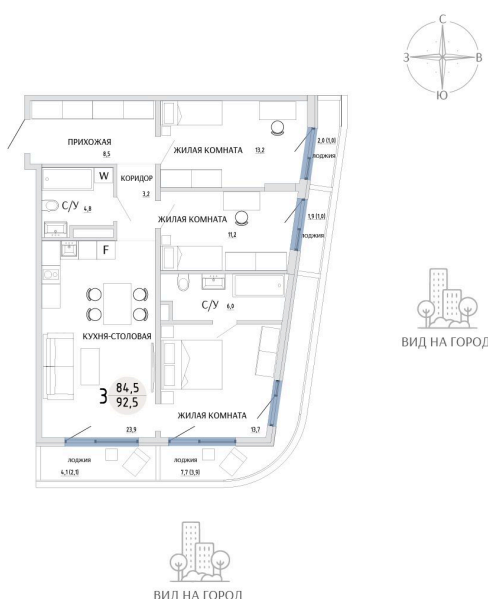 С
З
В
Ю
ПРИХОЖАЯ
8,5
ЖИЛАЯ КОМНАТА
13,2
2,0 (1,0)
ЛОДЖИЯ
W
КОРИДОР
3,2
С/У
4,8
ЖИЛАЯ КОМНАТА
11,2
1,9 (1,0)
ЛОДЖИЯ
F
С/У
6,0
КУХНЯ-СТОЛОВАЯ
3
84,5
92,5
23,9
ЖИЛАЯ КОМНАТА
13,7
ЛОДЖИЯ
4,1 (2,1)
ЛОДЖИЯ
7,7 (3,9)
ВИД НА ГОРОД
ВИД НА ГОРОД